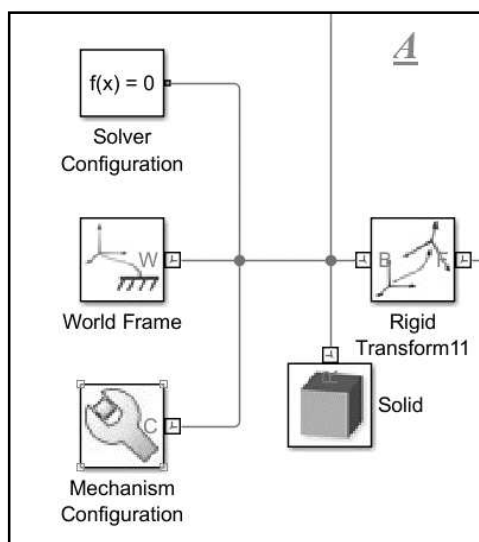 A
f(x) = 0
Solver
Configuration
W
World Frame
B
F
Rigid
Transform11
R
Solid
C
Mechanism
Configuration